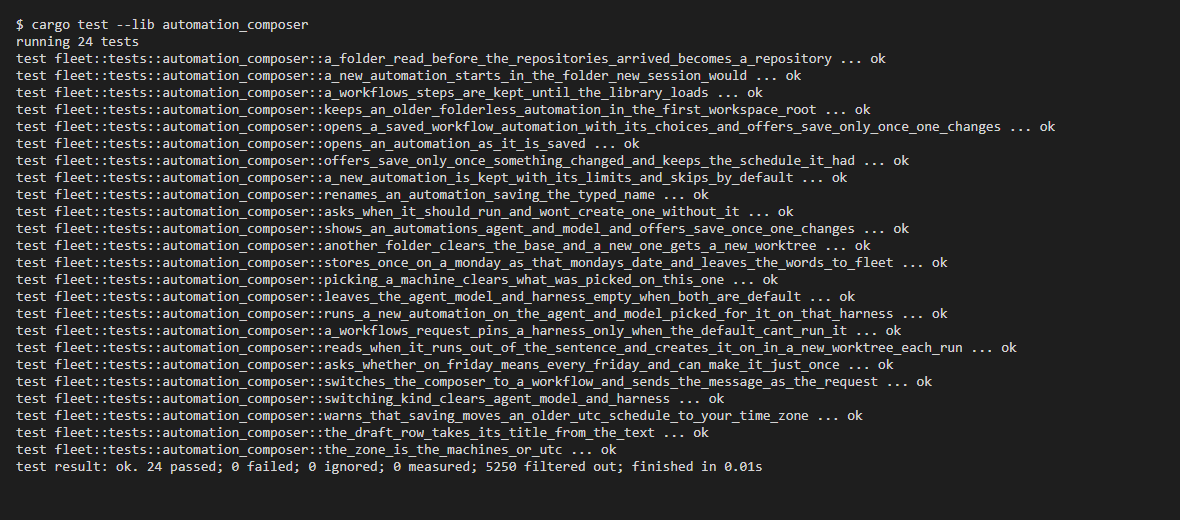 $ cargo test --lib automation_composer
running 24 tests
test fleet::tests::automation_composer::a_folder_read_before_the_repositories_arrived_becomes_a_repository ... ok
test fleet::tests::automation_composer::a_new_automation_starts_in_the_folder_new_session_would ... ok
test fleet::tests::automation_composer::a_workflows_steps_are_kept_until_the_library_loads ... ok
test fleet::tests::automation_composer::keeps_an_older_folderless_automation_in_the_first_workspace_root ... ok
test fleet::tests::automation_composer::opens_a_saved_workflow_automation_with_its_choices_and_offers_save_only_once_one_changes ... ok
test fleet::tests::automation_composer::opens_an_automation_as_it_is_saved ... ok
test fleet::tests::automation_composer::offers_save_only_once_something_changed_and_keeps_the_schedule_it_had ... ok
test fleet::tests::automation_composer::a_new_automation_is_kept_with_its_limits_and_skips_by_default ... ok
test fleet::tests::automation_composer::renames_an_automation_saving_the_typed_name ... ok
test fleet::tests::automation_composer::asks_when_it_should_run_and_wont_create_one_without_it ... ok
test fleet::tests::automation_composer::shows_an_automations_agent_and_model_and_offers_save_once_one_changes ... ok
test fleet::tests::automation_composer::another_folder_clears_the_base_and_a_new_one_gets_a_new_worktree ... ok
test fleet::tests::automation_composer::stores_once_on_a_monday_as_that_mondays_date_and_leaves_the_words_to_fleet ... ok
test fleet::tests::automation_composer::picking_a_machine_clears_what_was_picked_on_this_one ... ok
test fleet::tests::automation_composer::leaves_the_agent_model_and_harness_empty_when_both_are_default ... ok
test fleet::tests::automation_composer::runs_a_new_automation_on_the_agent_and_model_picked_for_it_on_that_harness ... ok
test fleet::tests::automation_composer::a_workflows_request_pins_a_harness_only_when_the_default_cant_run_it ... ok
test fleet::tests::automation_composer::reads_when_it_runs_out_of_the_sentence_and_creates_it_on_in_a_new_worktree_each_run ... ok
test fleet::tests::automation_composer::asks_whether_on_friday_means_every_friday_and_can_make_it_just_once ... ok
test fleet::tests::automation_composer::switches_the_composer_to_a_workflow_and_sends_the_message_as_the_request ... ok
test fleet::tests::automation_composer::switching_kind_clears_agent_model_and_harness ... ok
test fleet::tests::automation_composer::warns_that_saving_moves_an_older_utc_schedule_to_your_time_zone ... ok
test fleet::tests::automation_composer::the_draft_row_takes_its_title_from_the_text ... ok
test fleet::tests::automation_composer::the_zone_is_the_machines_or_utc ... ok
test result: ok. 24 passed; 0 failed; 0 ignored; 0 measured; 5250 filtered out; finished in 0.01s